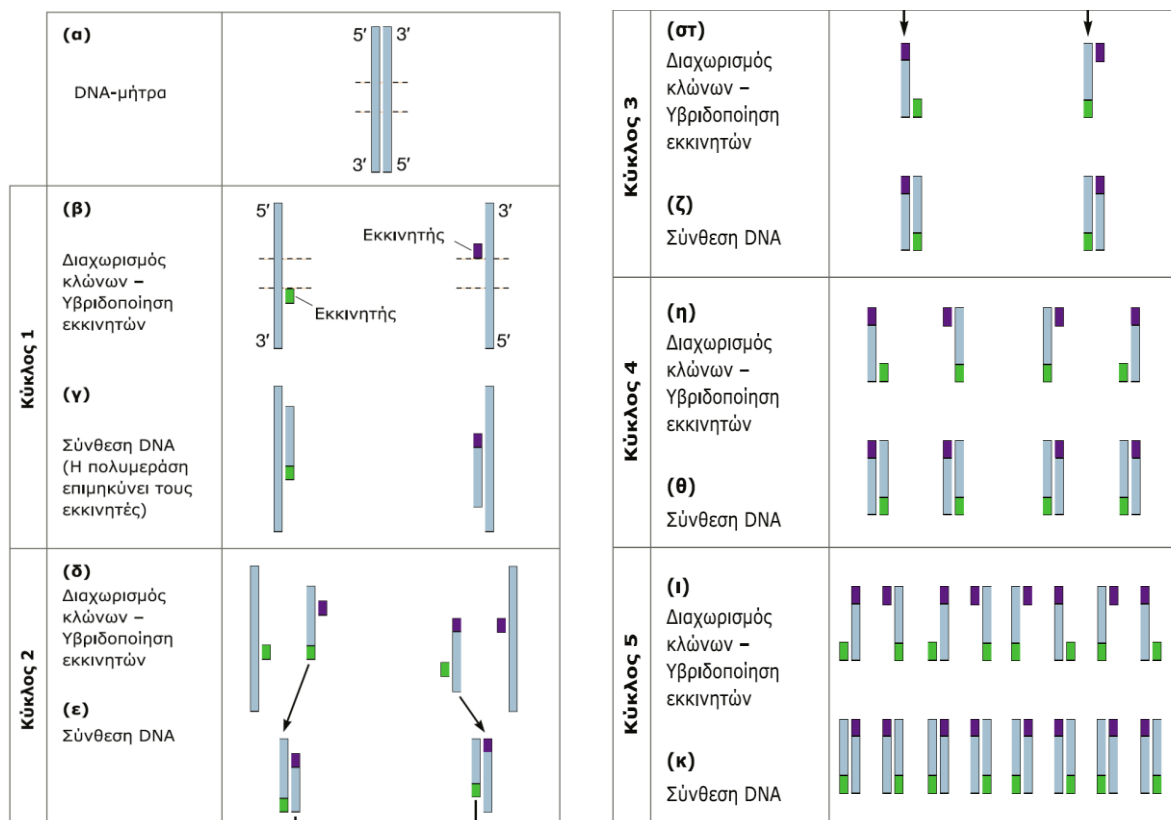 (α)
5′ 3′
DNA-μήτρα
3′ 5′
Κύκλος 1
(β)
5′ 3′
Εκκινητής
Διαχωρισμός
κλώνων –
Υβριδοποίηση
εκκινητών
Εκκινητής
3′ 5′
(γ)
Σύνθεση DNA
(Η πολυμεράση
επιμηκύνει τους
εκκινητές)
Κύκλος 2
(δ)
Διαχωρισμός
κλώνων –
Υβριδοποίηση
εκκινητών
(ε)
Σύνθεση DNA
Κύκλος 3
(στ)
Διαχωρισμός
κλώνων –
Υβριδοποίηση
εκκινητών
(ζ)
Σύνθεση DNA
Κύκλος 4
(η)
Διαχωρισμός
κλώνων –
Υβριδοποίηση
εκκινητών
(θ)
Σύνθεση DNA
Κύκλος 5
(ι)
Διαχωρισμός
κλώνων –
Υβριδοποίηση
εκκινητών
(κ)
Σύνθεση DNA